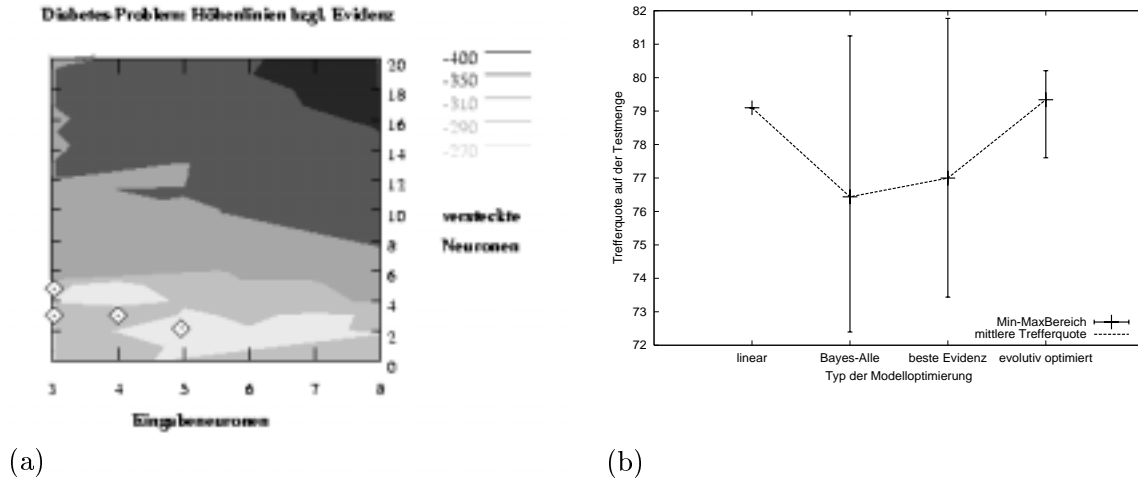 Diabetes-Problem: Höhenlinien bzgl. Evidenz
-400
-350
-310
-290
-270
20
18
16
14
12
10
8
6
4
2
0
versteckte
Neuronen
3 4 5 6 7 8
Eingabeneuronen
(a)
Trefferquote auf der Testmenge
82
81
80
79
78
77
76
75
74
73
72
Min-MaxBereich
mittlere Trefferquote
linear Bayes-Alle beste Evidenz evolutiv optimiert
Typ der Modelloptimierung
(b)